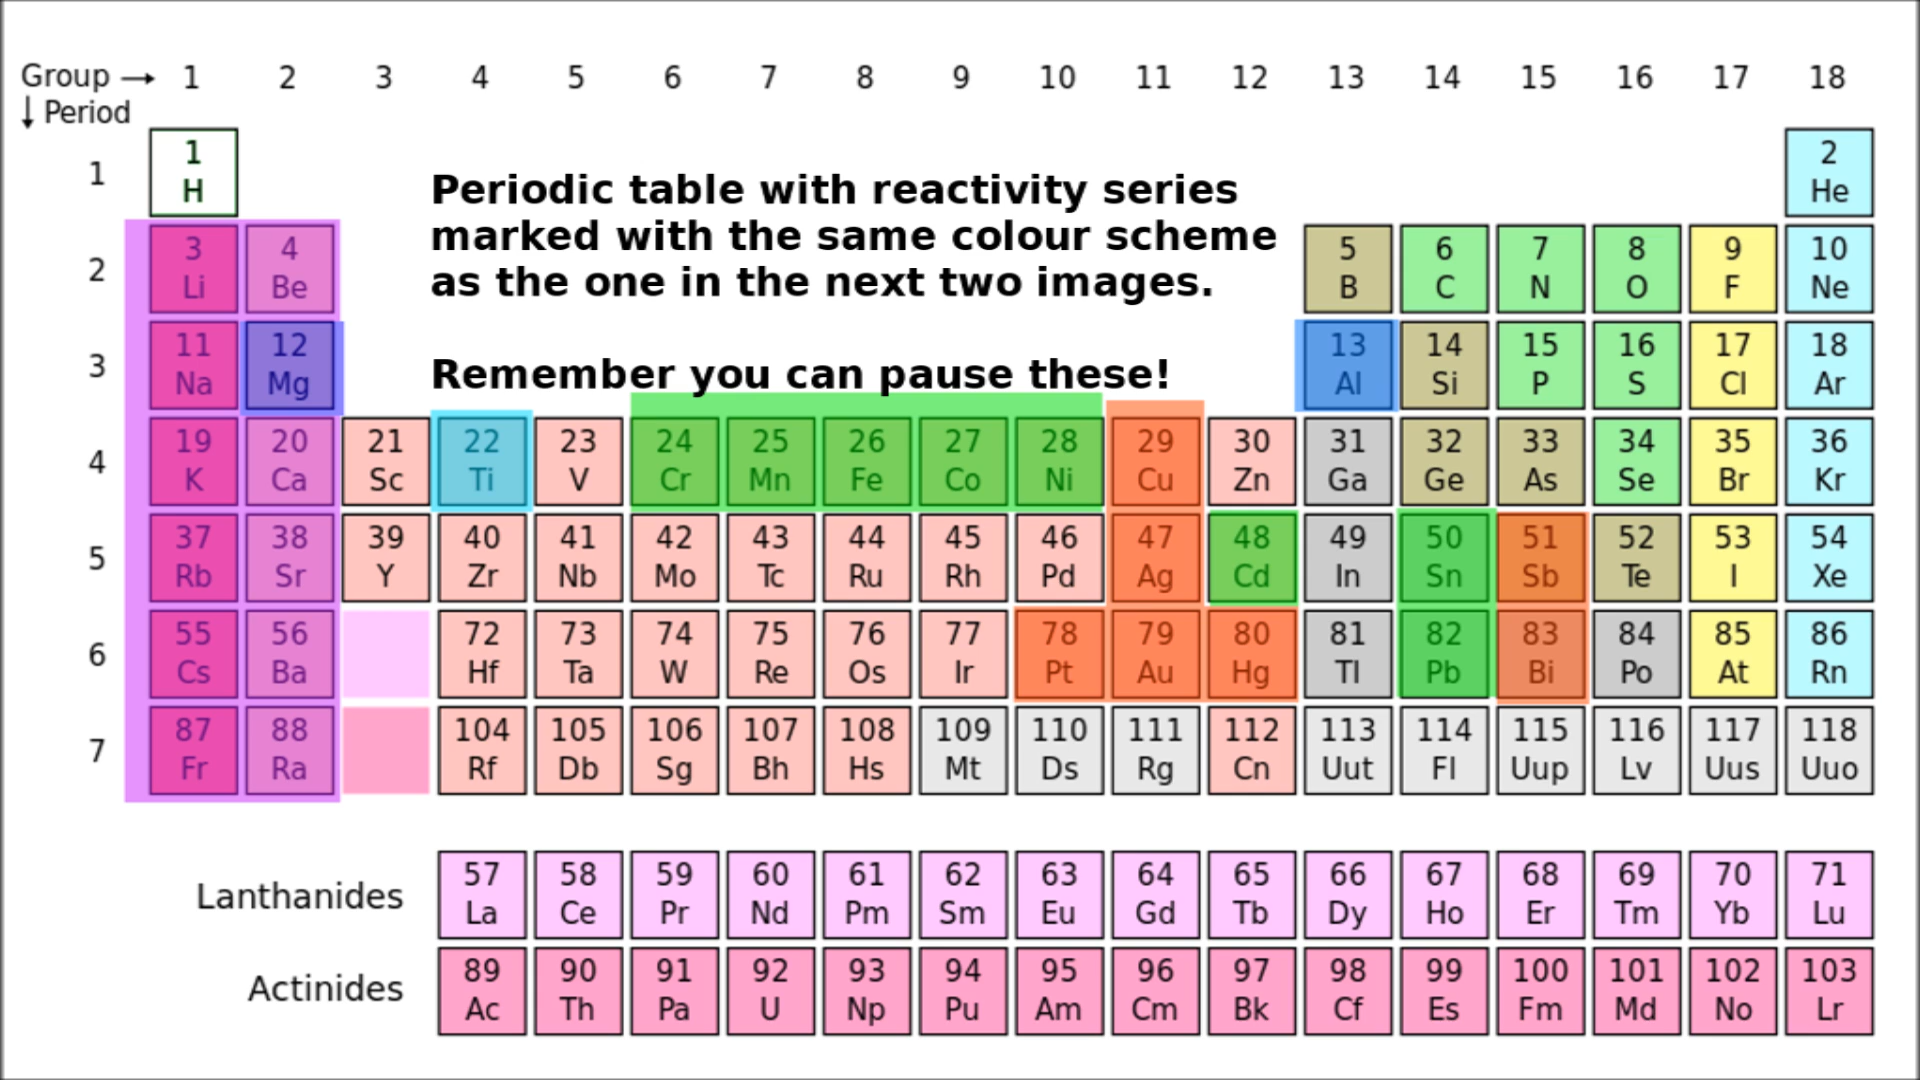 Group → 1 2 3 4 5 6 7 8 9 10 11 12 13 14 15 16 17 18
↓ Period
1
1 2
H He
Periodic table with reactivity series
marked with the same colour scheme
as the one in the next two images.
Remember you can pause these!
2
3 4 5 6 7 8 9 10
Li Be B C N O F Ne
3
11 12 13 14 15 16 17 18
Na Mg Al Si P S Cl Ar
4
19 20 21 22 23 24 25 26 27 28 29 30 31 32 33 34 35 36
K Ca Sc Ti V Cr Mn Fe Co Ni Cu Zn Ga Ge As Se Br Kr
5
37 38 39 40 41 42 43 44 45 46 47 48 49 50 51 52 53 54
Rb Sr Y Zr Nb Mo Tc Ru Rh Pd Ag Cd In Sn Sb Te I Xe
6
55 56 72 73 74 75 76 77 78 79 80 81 82 83 84 85 86
Cs Ba Hf Ta W Re Os Ir Pt Au Hg Tl Pb Bi Po At Rn
7
87 88 104 105 106 107 108 109 110 111 112 113 114 115 116 117 118
Fr Ra Rf Db Sg Bh Hs Mt Ds Rg Cn Uut Fl Uup Lv Uus Uuo
Lanthanides
57 58 59 60 61 62 63 64 65 66 67 68 69 70 71
La Ce Pr Nd Pm Sm Eu Gd Tb Dy Ho Er Tm Yb Lu
Actinides
89 90 91 92 93 94 95 96 97 98 99 100 101 102 103
Ac Th Pa U Np Pu Am Cm Bk Cf Es Fm Md No Lr